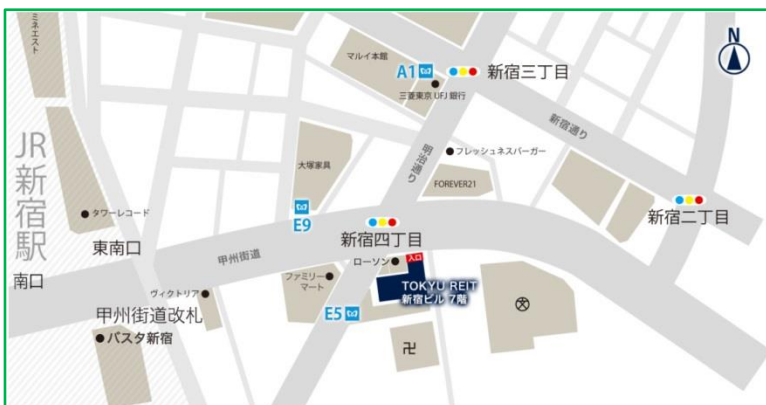 ミネエスト
マルイ本館
A1
新宿三丁目
三菱東京UFJ銀行
N
新宿通り
JR新宿駅
明治通り
フレッシュネスバーガー
大塚家具
FOREVER21
タワーレコード
E9
新宿二丁目
東南口
新宿四丁目
甲州街道
ローソン
入口
南口
ファミリー
マート
TOKYU REIT
新宿ビル 7階
ヴィクトリア
甲州街道改札
E5
バスタ新宿
文
卍